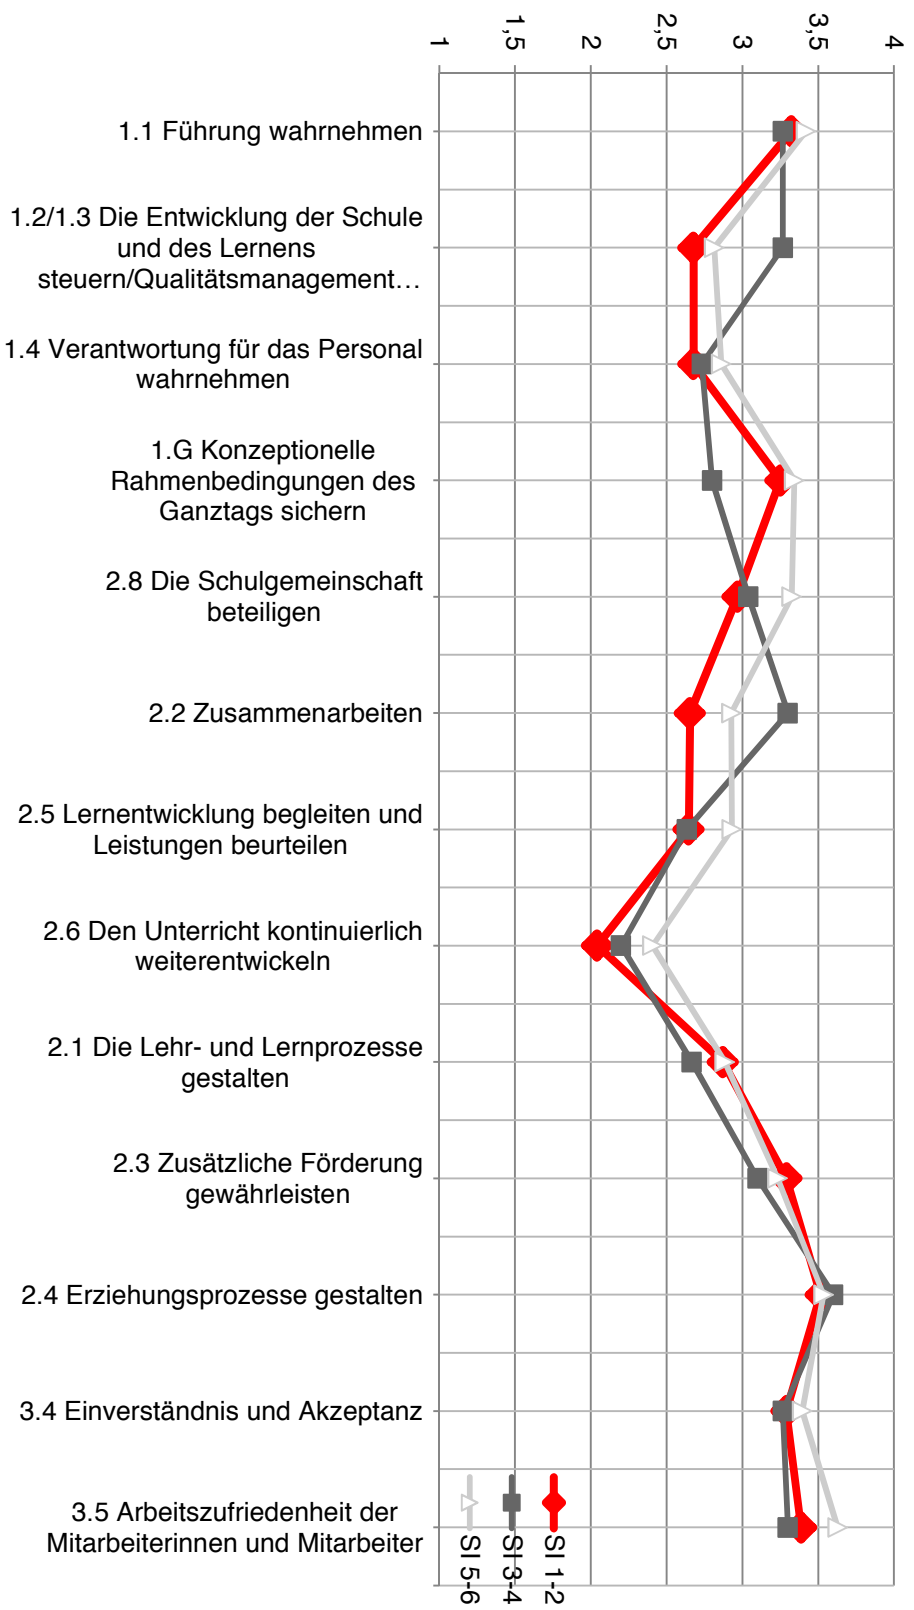 1
1,5
2
2,5
3
3,5
4
1.1 Führung wahrnehmen
1.2/1.3 Die Entwicklung der Schule
und des Lernens
steuern/Qualitätsmanagement…
1.4 Verantwortung für das Personal
wahrnehmen
1.G Konzeptionelle
Rahmenbedingungen des
Ganztags sichern
2.8 Die Schulgemeinschaft
beteiligen
2.2 Zusammenarbeiten
2.5 Lernentwicklung begleiten und
Leistungen beurteilen
2.6 Den Unterricht kontinuierlich
weiterentwickeln
2.1 Die Lehr- und Lernprozesse
gestalten
2.3 Zusätzliche Förderung
gewährleisten
2.4 Erziehungsprozesse gestalten
3.4 Einverständnis und Akzeptanz
3.5 Arbeitszufriedenheit der
Mitarbeiterinnen und Mitarbeiter
SI 1-2
SI 3-4
SI 5-6